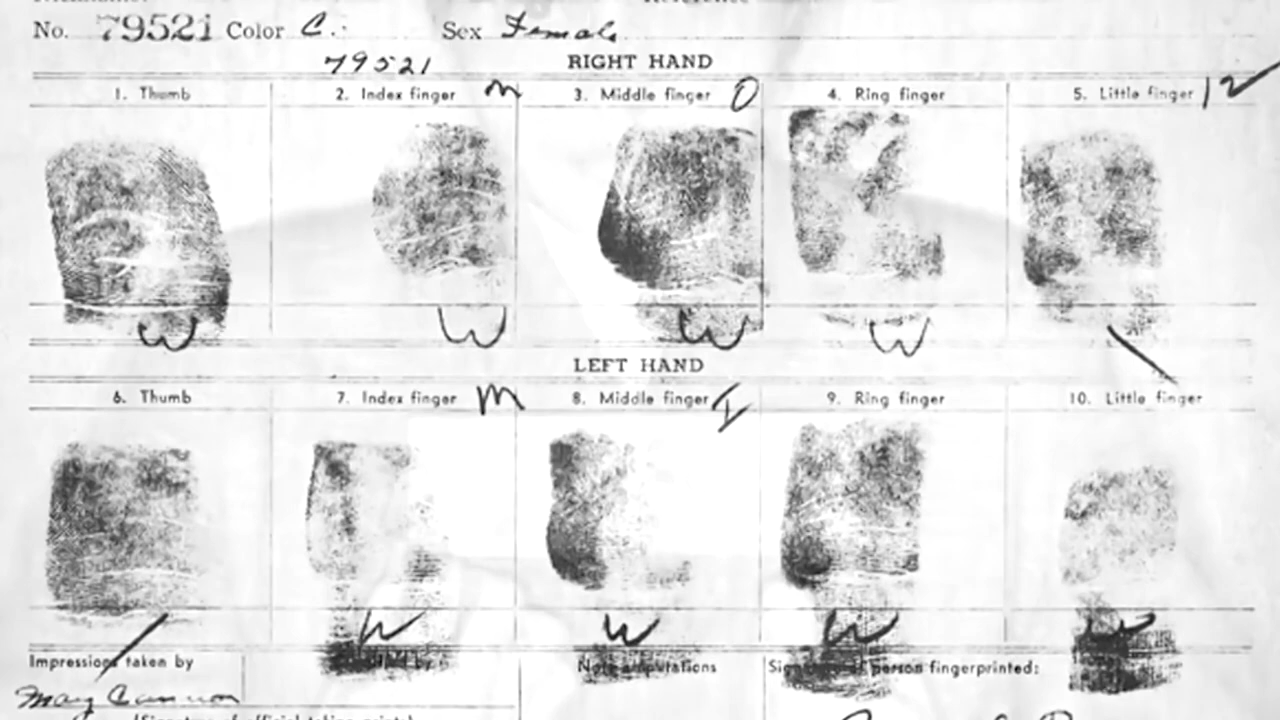 No. 79521 Color C. Sex Female
79521 RIGHT HAND
1. Thumb 2. Index finger M 3. Middle finger O 4. Ring finger 5. Little finger 12
W W W W \
LEFT HAND
6. Thumb 7. Index finger M 8. Middle finger I 9. Ring finger 10. Little finger
/ W W W W
Impressions taken by Note amputations Signature of person fingerprinted:
Mary Cannon
(Signature of official taking prints)